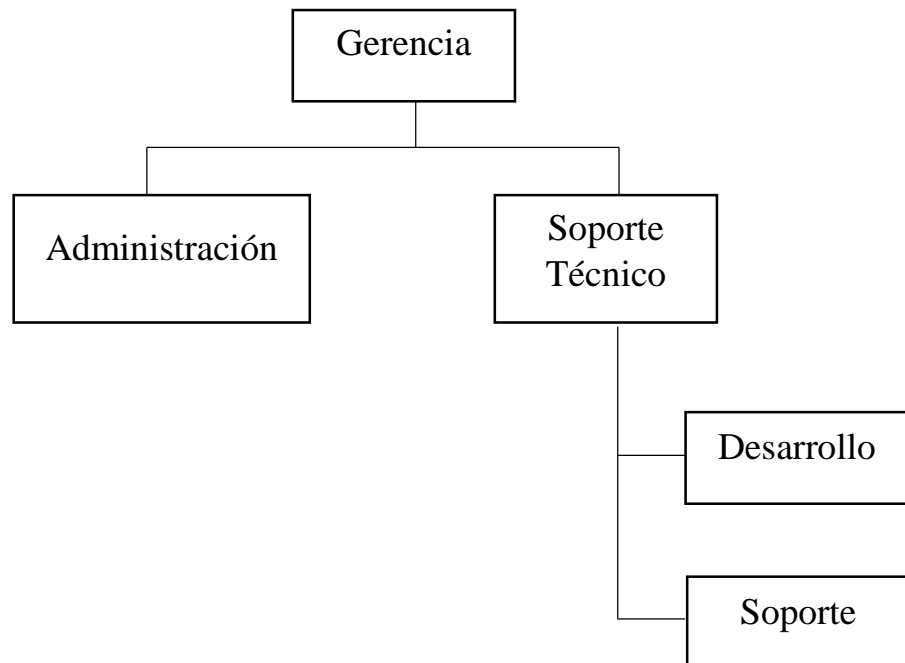 Gerencia
Administración
Soporte
Técnico
Desarrollo
Soporte